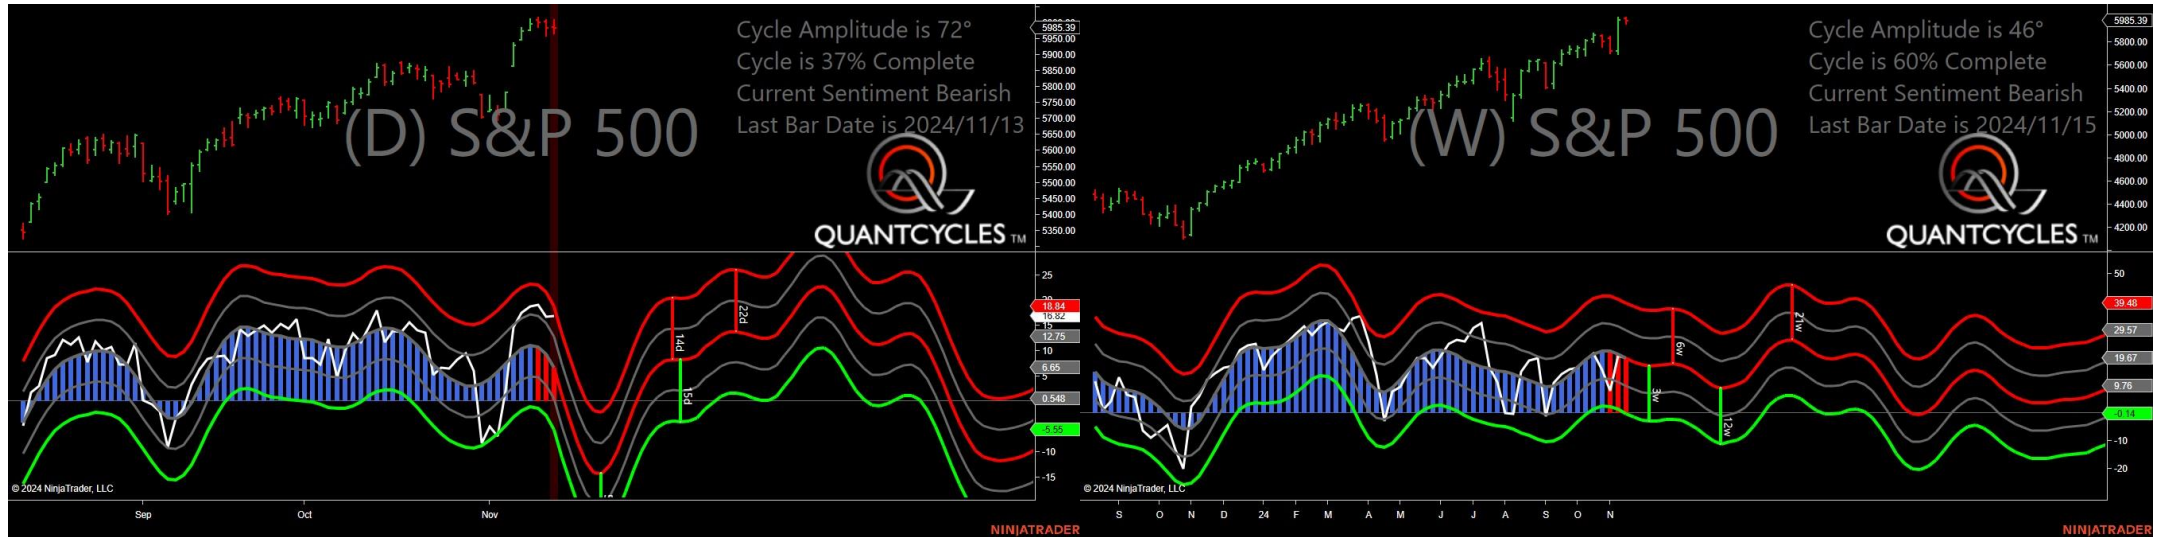 Cycle Amplitude is 72°
Cycle is 37% Complete
Current Sentiment Bearish
Last Bar Date is 2024/11/13
(D) S&P 500
QUANTCYCLES TM
5985.39
5950.00
5900.00
5850.00
5800.00
5750.00
5700.00
5650.00
5600.00
5550.00
5500.00
5450.00
5400.00
5350.00
25
18.84
16.82
15
12.75
10
6.65
5
0.548
-5.55
-10
-15
14d
22d
15d
© 2024 NinjaTrader, LLC
Sep Oct Nov
NINJATRADER
Cycle Amplitude is 46°
Cycle is 60% Complete
Current Sentiment Bearish
Last Bar Date is 2024/11/15
(W) S&P 500
QUANTCYCLES TM
5985.39
5800.00
5600.00
5400.00
5200.00
5000.00
4800.00
4600.00
4400.00
4200.00
50
39.48
29.57
19.67
9.76
-0.14
-10
-20
6w
21w
3w
12w
© 2024 NinjaTrader, LLC
S O N D 24 F M A M J J A S O N
NINJATRADER